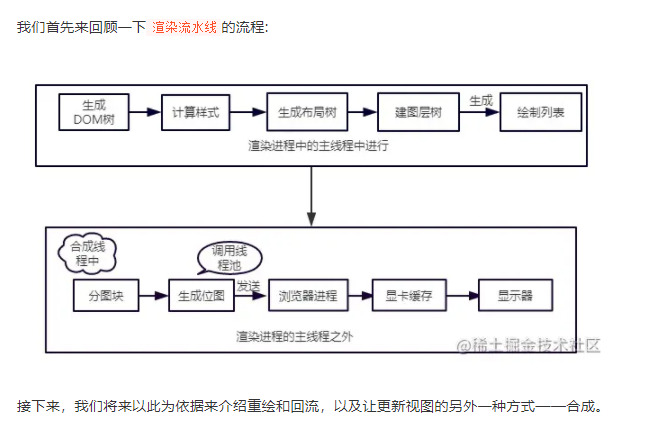 我们首先来回顾一下 渲染流水线 的流程:
生成
DOM树
计算样式
生成布局树
建图层树
生成
绘制列表
渲染进程中的主线程中进行
合成线
程中
调用线
程池
分图块
生成位图
发送
浏览器进程
显卡缓存
显示器
渲染进程的主线程之外
@稀土掘金技术社区
接下来，我们将来以此为依据来介绍重绘和回流，以及让更新视图的另外一种方式——合成。